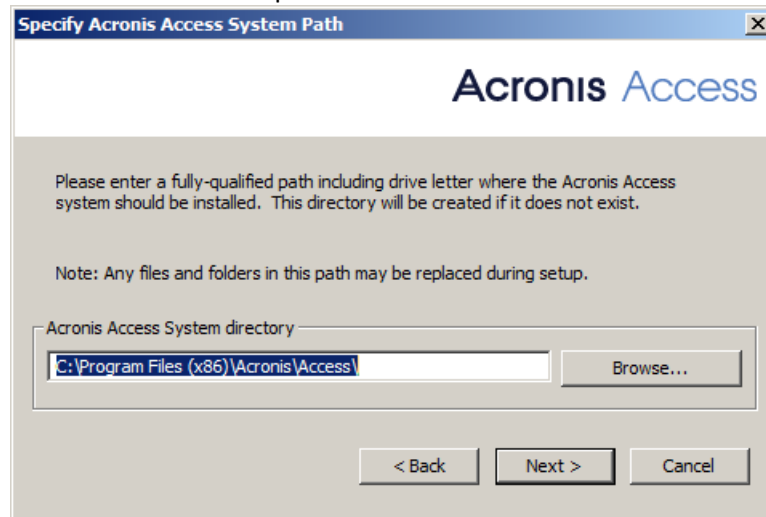 Specify Acronis Access System Path
Acronis Access
Please enter a fully-qualified path including drive letter where the Acronis Access
system should be installed.  This directory will be created if it does not exist.
Note: Any files and folders in this path may be replaced during setup.
Acronis Access System directory
C:\Program Files (x86)\Acronis\Access\
Browse...
< Back
Next >
Cancel